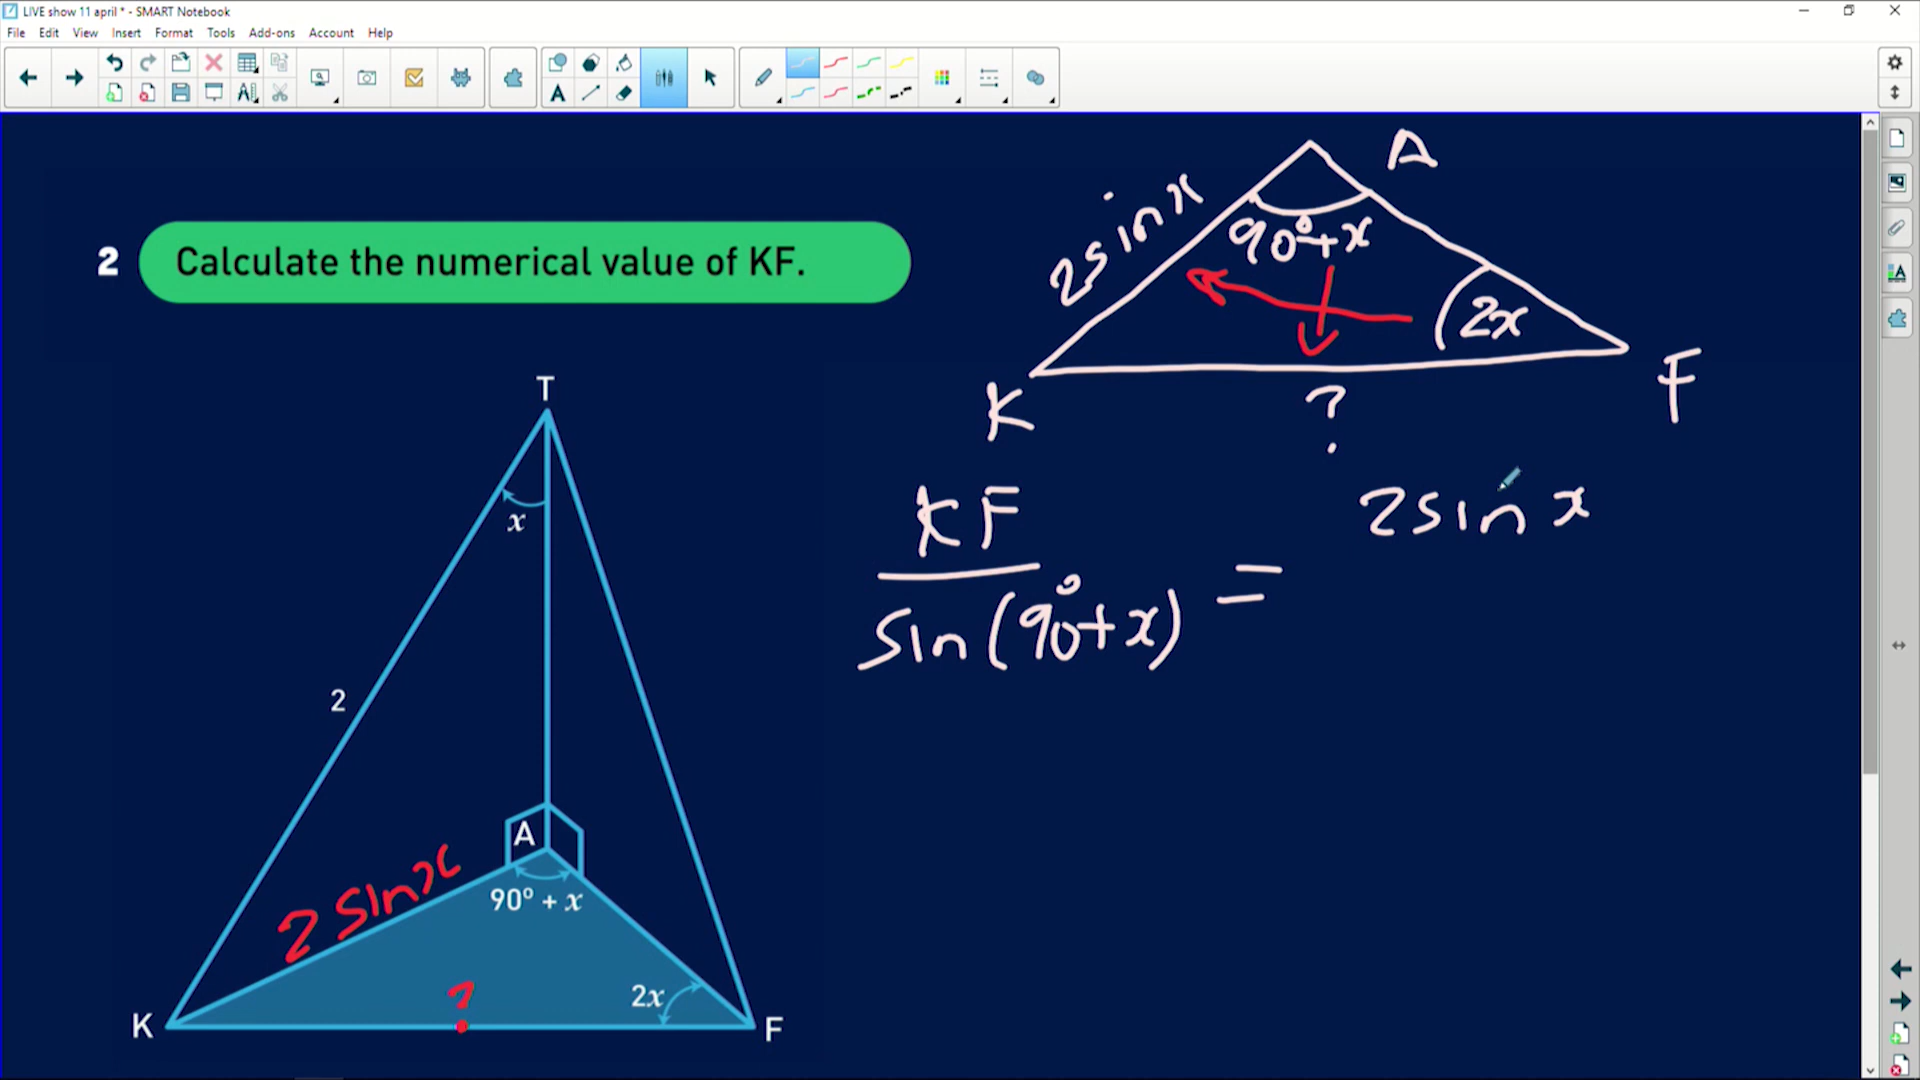 LIVE show 11 april * - SMART Notebook
File Edit View Insert Format Tools Add-ons Account Help
2 Calculate the numerical value of KF.
A
2sinx
90°+x
2x
K
F
?
T
x
2
A
90° + x
2 sinx
2x
?
K
F
KF
sin(90°+x)
=
2sinx